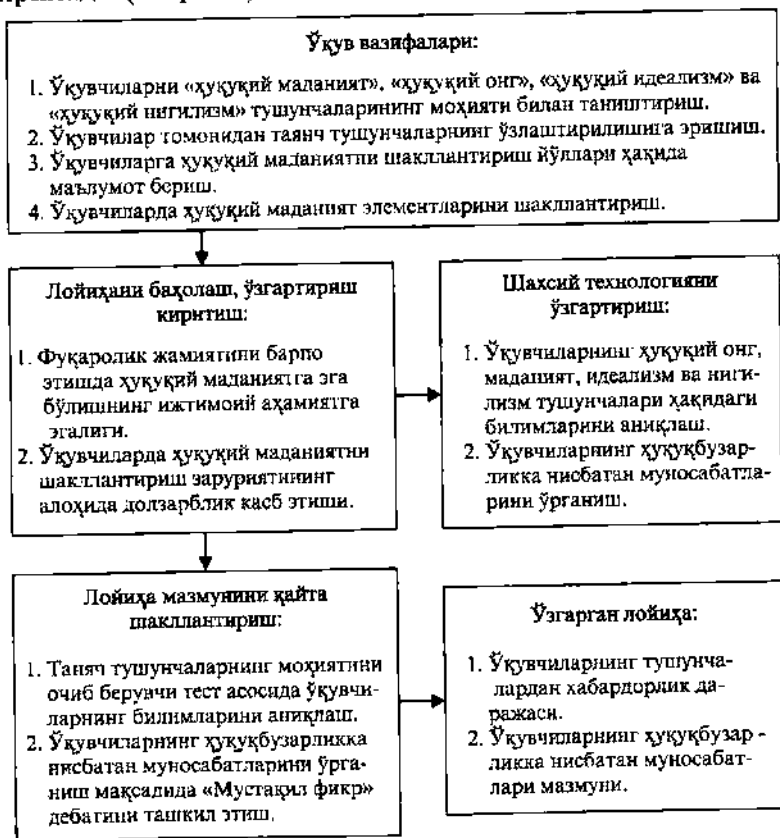 Ўқув вазифалари:
1. Ўқувчиларни «ҳуқуқий маданият», «ҳуқуқий онг», «ҳуқуқий идеализм» ва
«ҳуқуқий нигилизм» тушунчаларининг моҳияти билан таништириш.
2. Ўқувчилар томонидан таянч тушунчаларнинг ўзлаштирилишига эришиш.
3. Ўқувчиларга ҳуқуқий маданиятни шакллантириш йўллари ҳақида
маълумот бериш.
4. Ўқувчиларда ҳуқуқий маданият элементларини шакллантириш.
Лойиҳани баҳолаш, ўзгартириш
киритиш:
1. Фуқаролик жамиятини барпо
этишда ҳуқуқий маданиятга эга
бўлишнинг ижтимоий аҳамиятга
эгалиги.
2. Ўқувчиларда ҳуқуқий маданиятни
шакллантириш заруриятининг
алоҳида долзарблик касб этиши.
Шахсий технологияни
ўзгартириш:
1. Ўқувчиларнинг ҳуқуқий онг,
маданият, идеализм ва ниги-
лизм тушунчалари ҳақидаги
билимларини аниқлаш.
2. Ўқувчиларнинг ҳуқуқбузар-
ликка нисбатан муносабатла-
рини ўрганиш.
Лойиҳа мазмунини қайта
шакллантириш:
1. Таянч тушунчаларнинг моҳиятини
очиб берувчи тест асосида ўқувчи-
ларнинг билимларини аниқлаш.
2. Ўқувчиларнинг ҳуқуқбузарликка
нисбатан муносабатларини ўрга-
ниш мақсадида «Мустақил фикр»
дебатини ташкил этиш.
Ўзгарган лойиҳа:
1. Ўқувчиларнинг тушунча-
лардан хабардорлик да-
ражаси.
2. Ўқувчиларнинг ҳуқуқбузар -
ликка нисбатан муносабат-
лари мазмуни.